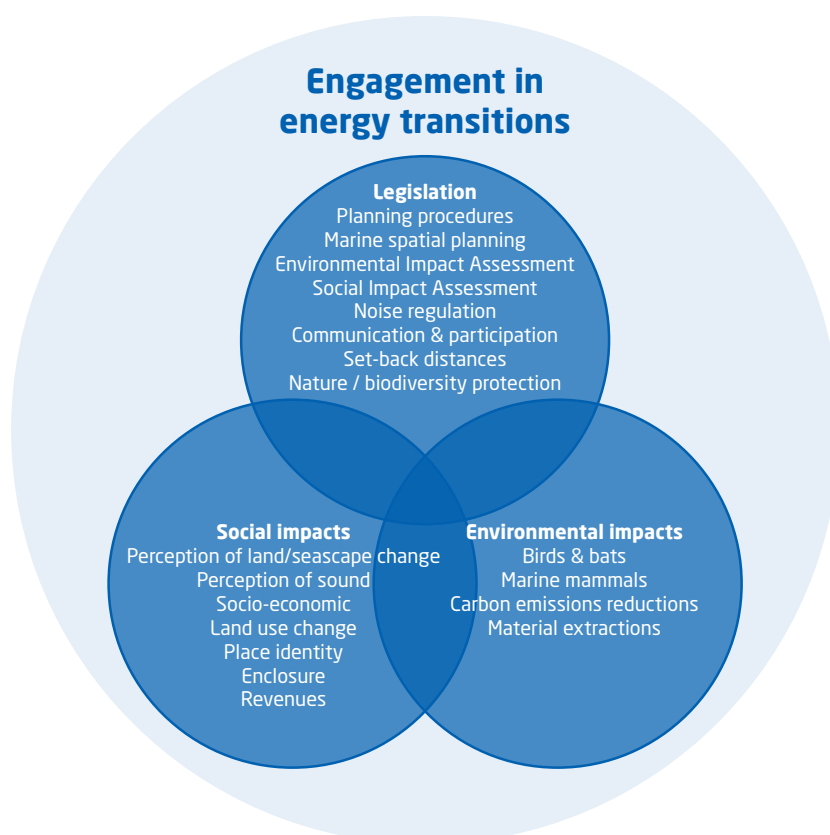 Engagement in
energy transitions
Legislation
Planning procedures
Marine spatial planning
Environmental Impact Assessment
Social Impact Assessment
Noise regulation
Communication & participation
Set-back distances
Nature / biodiversity protection
Social impacts
Perception of land/seascape change
Perception of sound
Socio-economic
Land use change
Place identity
Enclosure
Revenues
Environmental impacts
Birds & bats
Marine mammals
Carbon emissions reductions
Material extractions